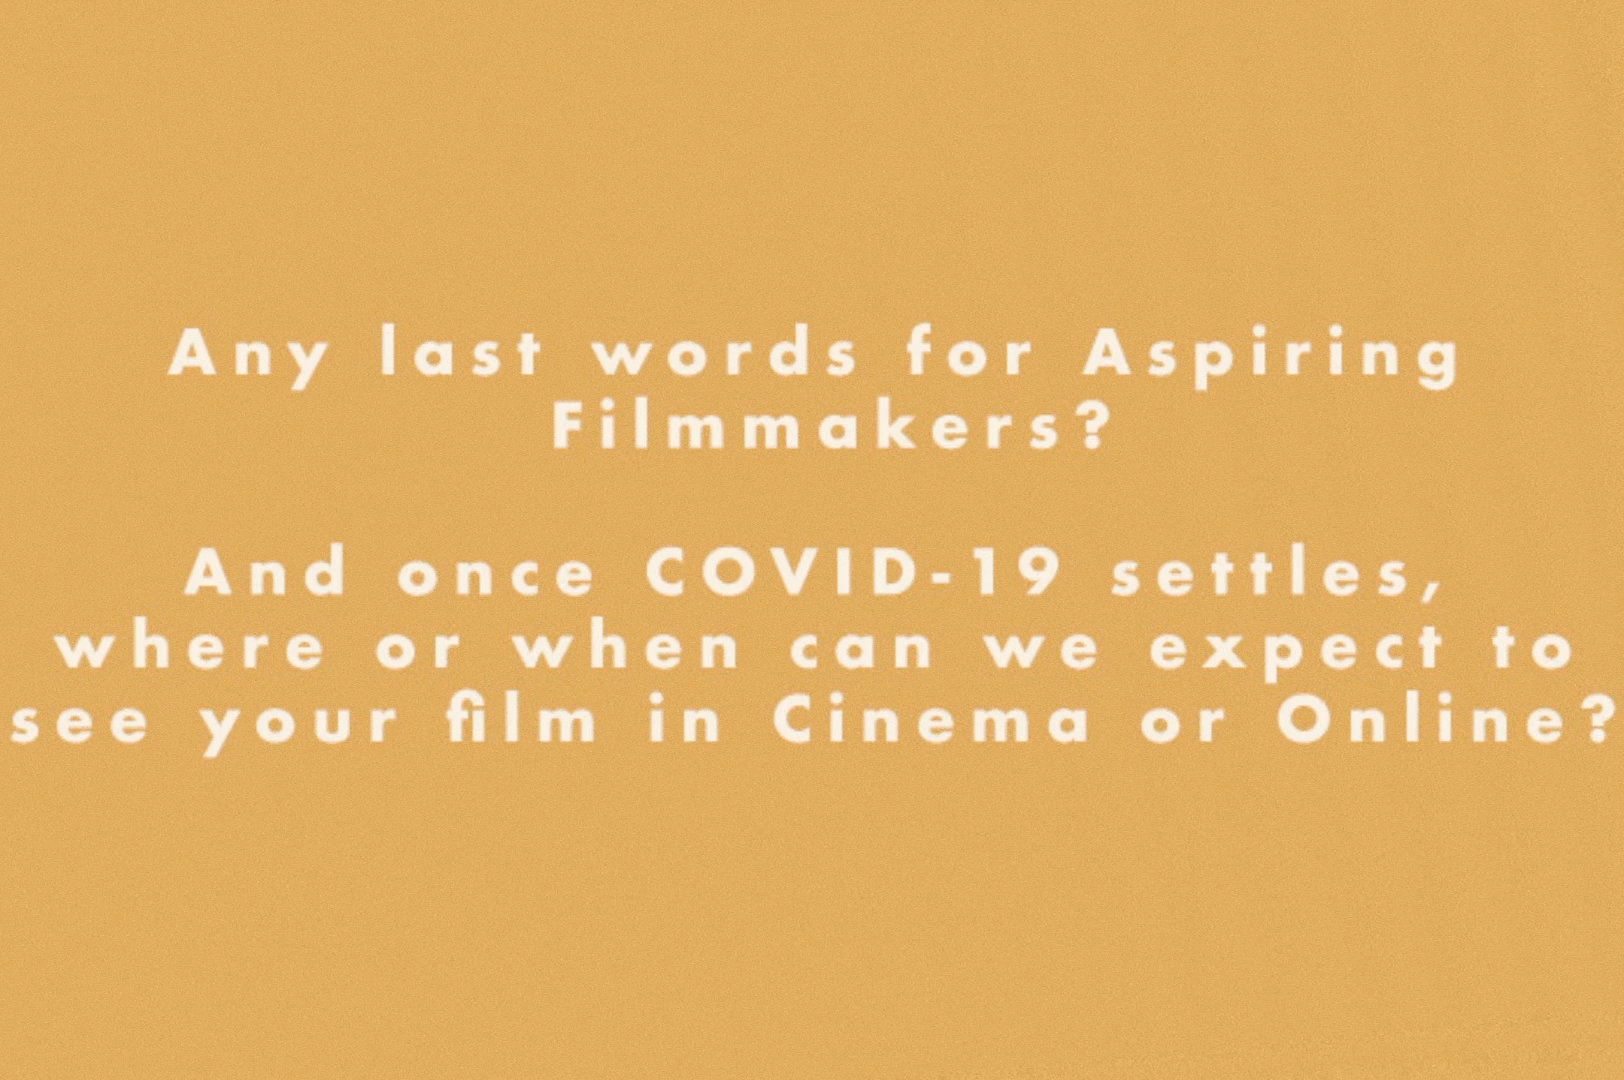 Any last words for Aspiring
Filmmakers?
And once COVID-19 settles,
where or when can we expect to
see your film in Cinema or Online?